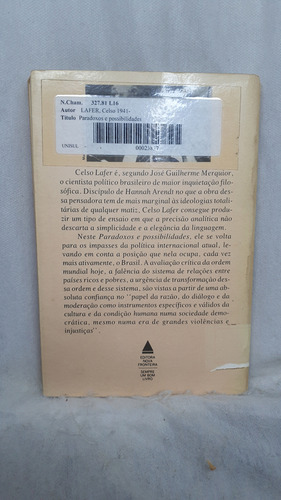 N.Cham. 327.81 L16
Autor LAFER, Celso 1941-
Título Paradoxos e possibilidades
UNISUL
Celso Lafer é, segundo José Guilherme Merquior,
o cientista político brasileiro de maior inquietação filo-
sófica. Discípulo de Hannah Arendt no que a obra des-
sa pensadora tem de mais marginal às ideologias totali-
tárias de qualquer matiz, Celso Lafer consegue produ-
zir um tipo de ensaio em que a precisão analítica não
descarta a simplicidade e a elegância da linguagem.
Neste Paradoxos e possibilidades, ele se volta
para os impasses da política internacional atual, le-
vando em conta a posição que nela ocupa, cada vez
mais ativamente, o Brasil. A avaliação crítica da ordem
mundial hoje, a falência do sistema de relações entre
países ricos e pobres, a urgência de transformação des-
sa ordem e desse sistema, são vistas a partir de uma ab-
soluta confiança no "papel da razão, do diálogo e da
moderação como instrumentos específicos e válidos da
cultura e da condição humana numa sociedade demo-
crática, mesmo numa era de grandes violências e
injustiças".
EDITORA
NOVA
FRONTEIRA
SEMPRE
UM BOM
LIVRO